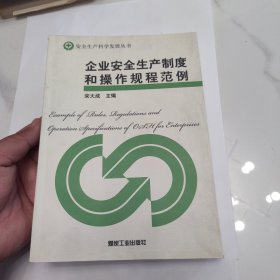 安全生产科学发展丛书
企业安全生产制度
和操作规程范例
宋大成 主编
Example of Rules, Regulations and
Operation Specifications of OSH for Enterprises
煤炭工业出版社